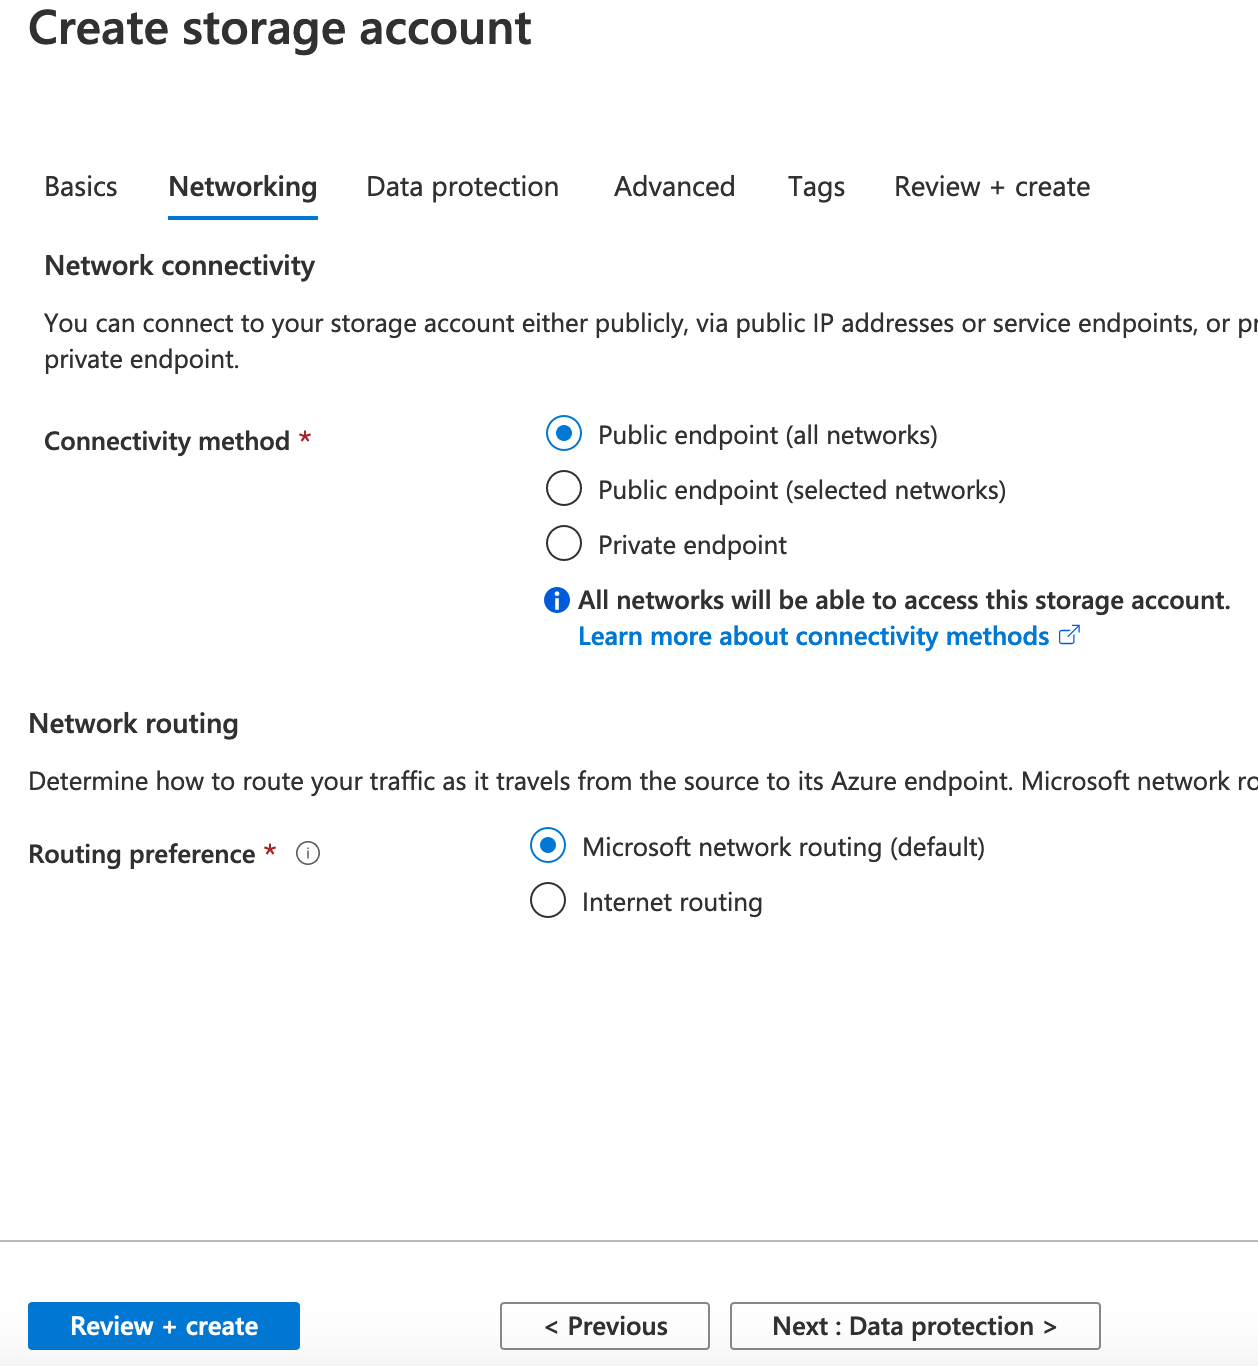 Create storage account
Basics Networking Data protection Advanced Tags Review + create
Network connectivity
You can connect to your storage account either publicly, via public IP addresses or service endpoints, or
private endpoint.
Connectivity method *
Public endpoint (all networks)
Public endpoint (selected networks)
Private endpoint
All networks will be able to access this storage account.
Learn more about connectivity methods
Network routing
Determine how to route your traffic as it travels from the source to its Azure endpoint. Microsoft network
Routing preference *
Microsoft network routing (default)
Internet routing
Review + create
< Previous
Next : Data protection >